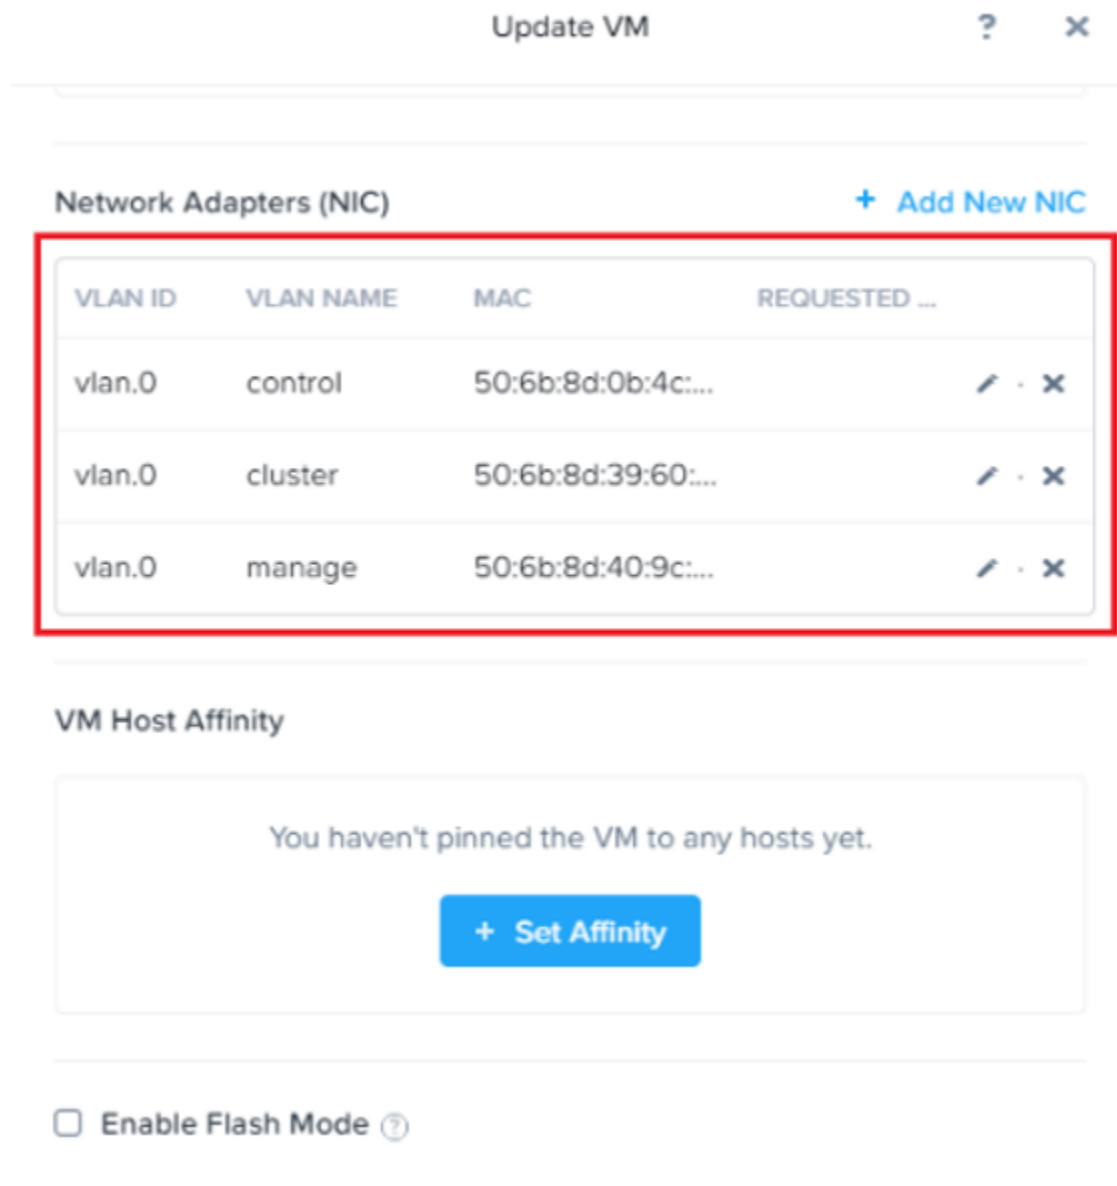 Update VM ? ×
Network Adapters (NIC) + Add New NIC
VLAN ID VLAN NAME MAC REQUESTED ...
vlan.0 control 50:6b:8d:0b:4c:...
vlan.0 cluster 50:6b:8d:39:60:...
vlan.0 manage 50:6b:8d:40:9c:...
VM Host Affinity
You haven't pinned the VM to any hosts yet.
+ Set Affinity
Enable Flash Mode ?